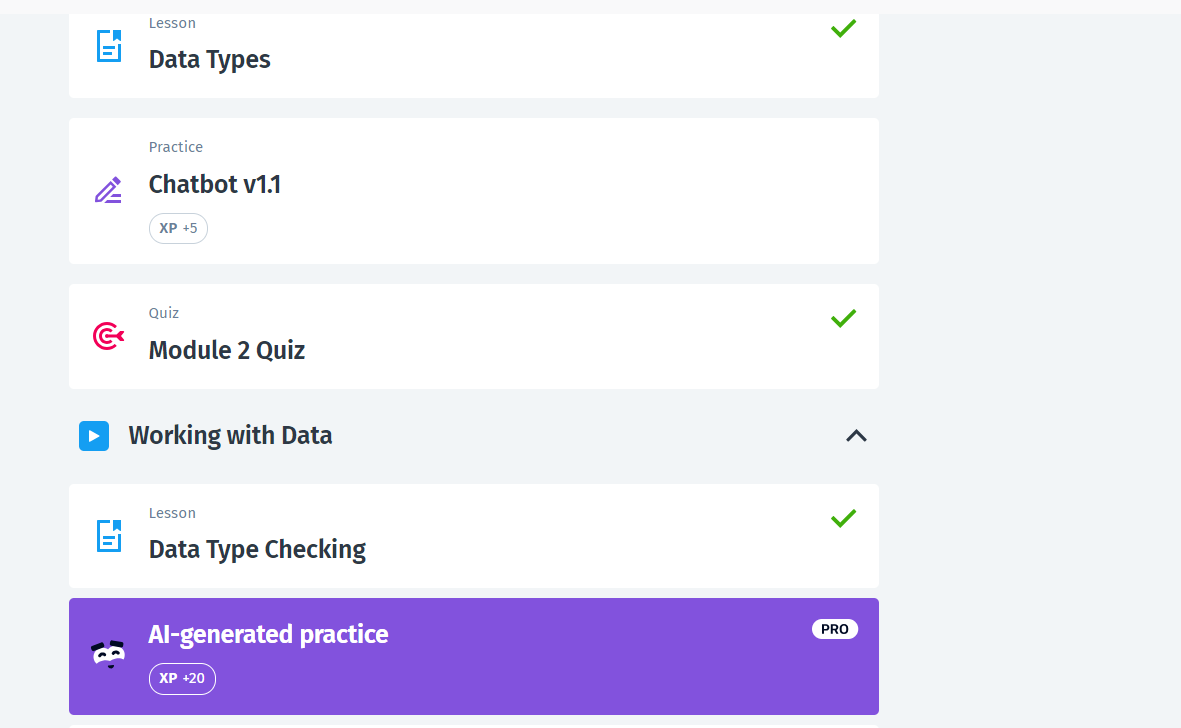 Lesson
Data Types
Practice
Chatbot v1.1
XP +5
Quiz
Module 2 Quiz
Working with Data
Lesson
Data Type Checking
AI-generated practice
PRO
XP +20